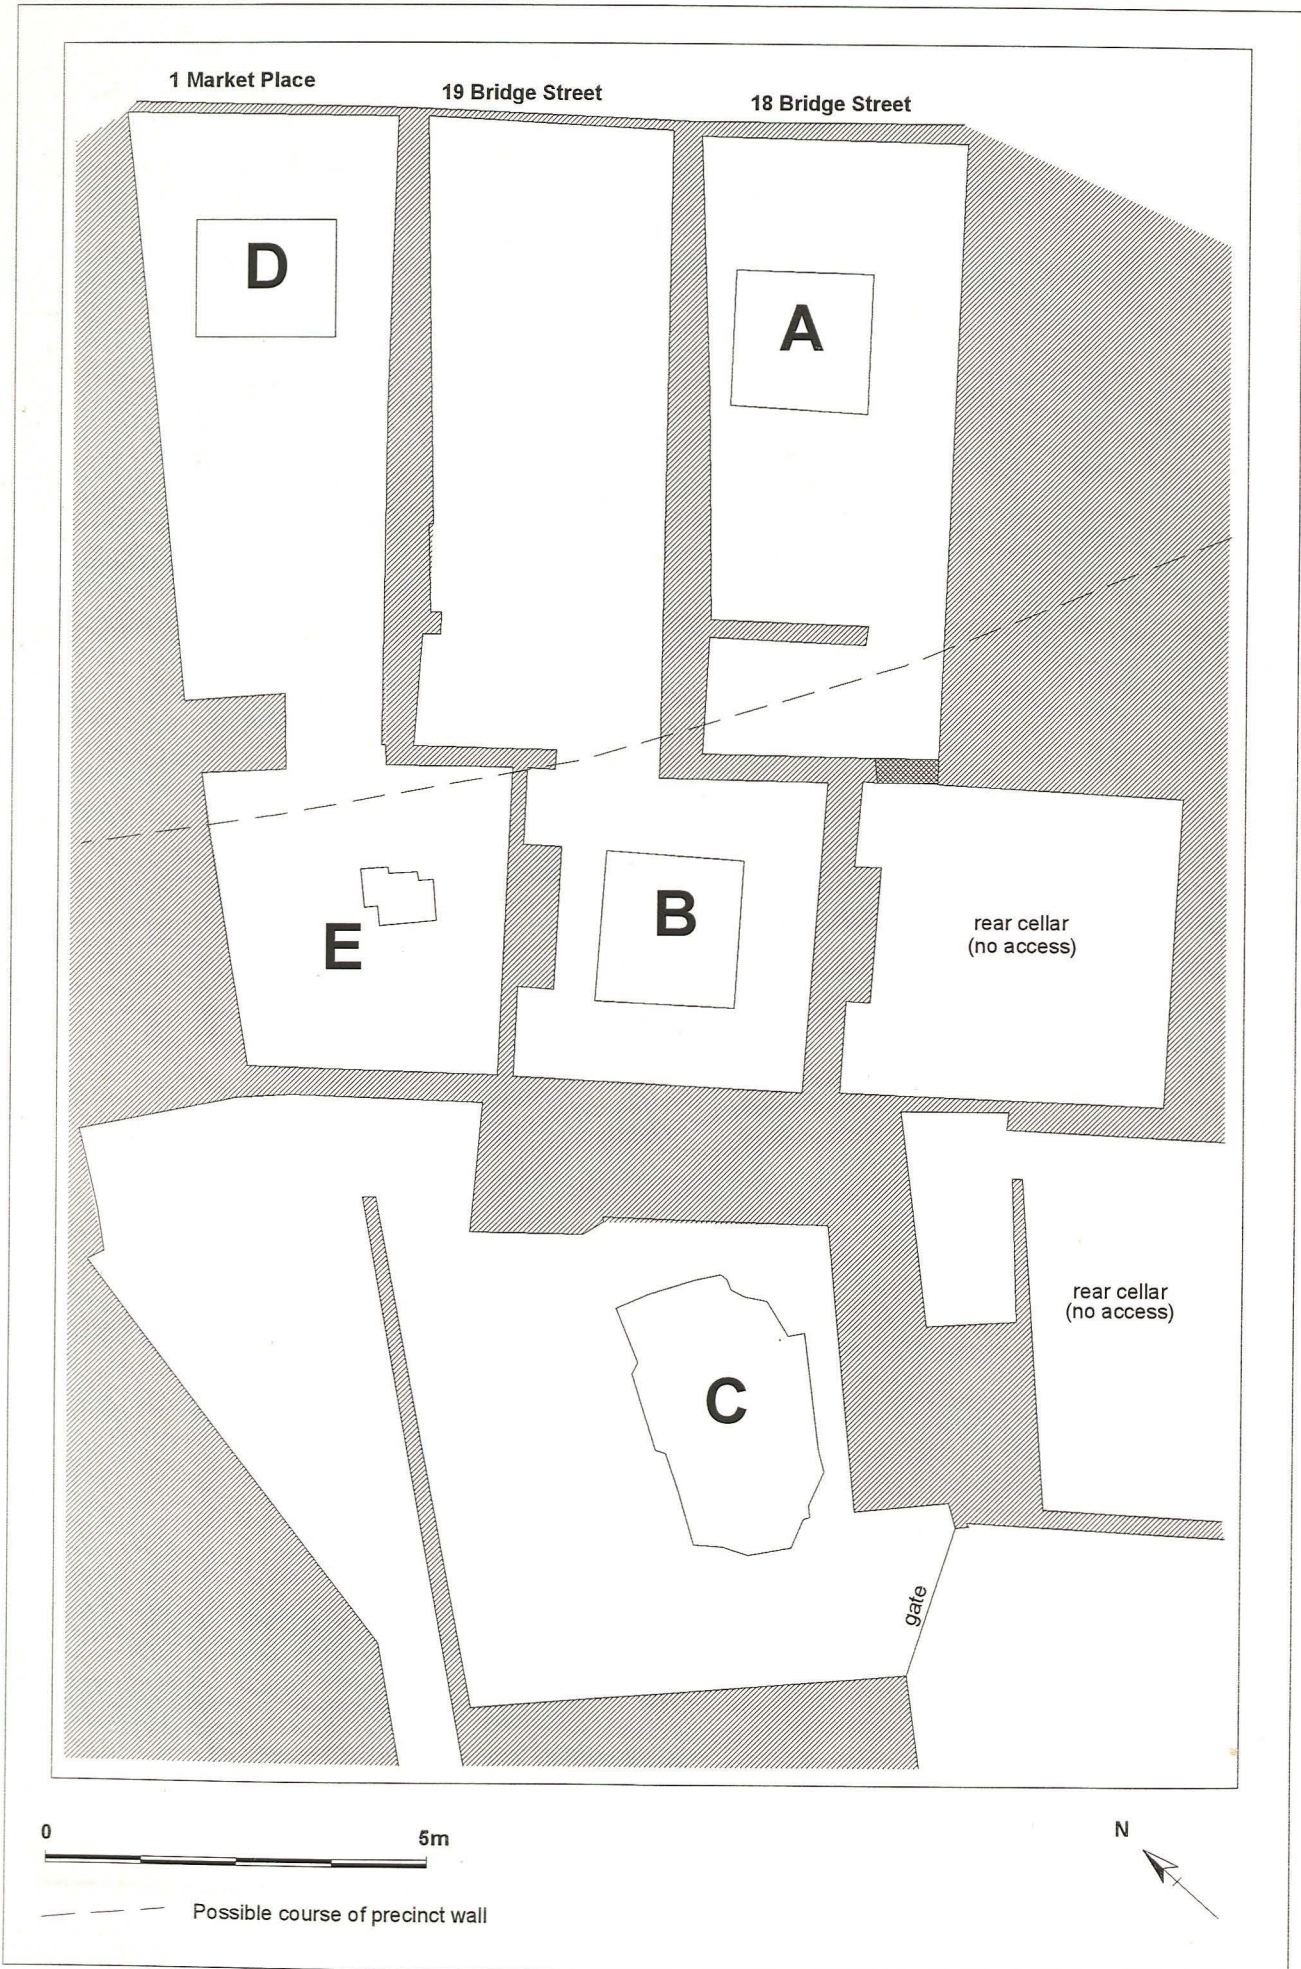 1 Market Place
19 Bridge Street
18 Bridge Street
D
A
B
E
rear cellar
(no access)
rear cellar
(no access)
C
gate
0
5m
N
Possible course of precinct wall